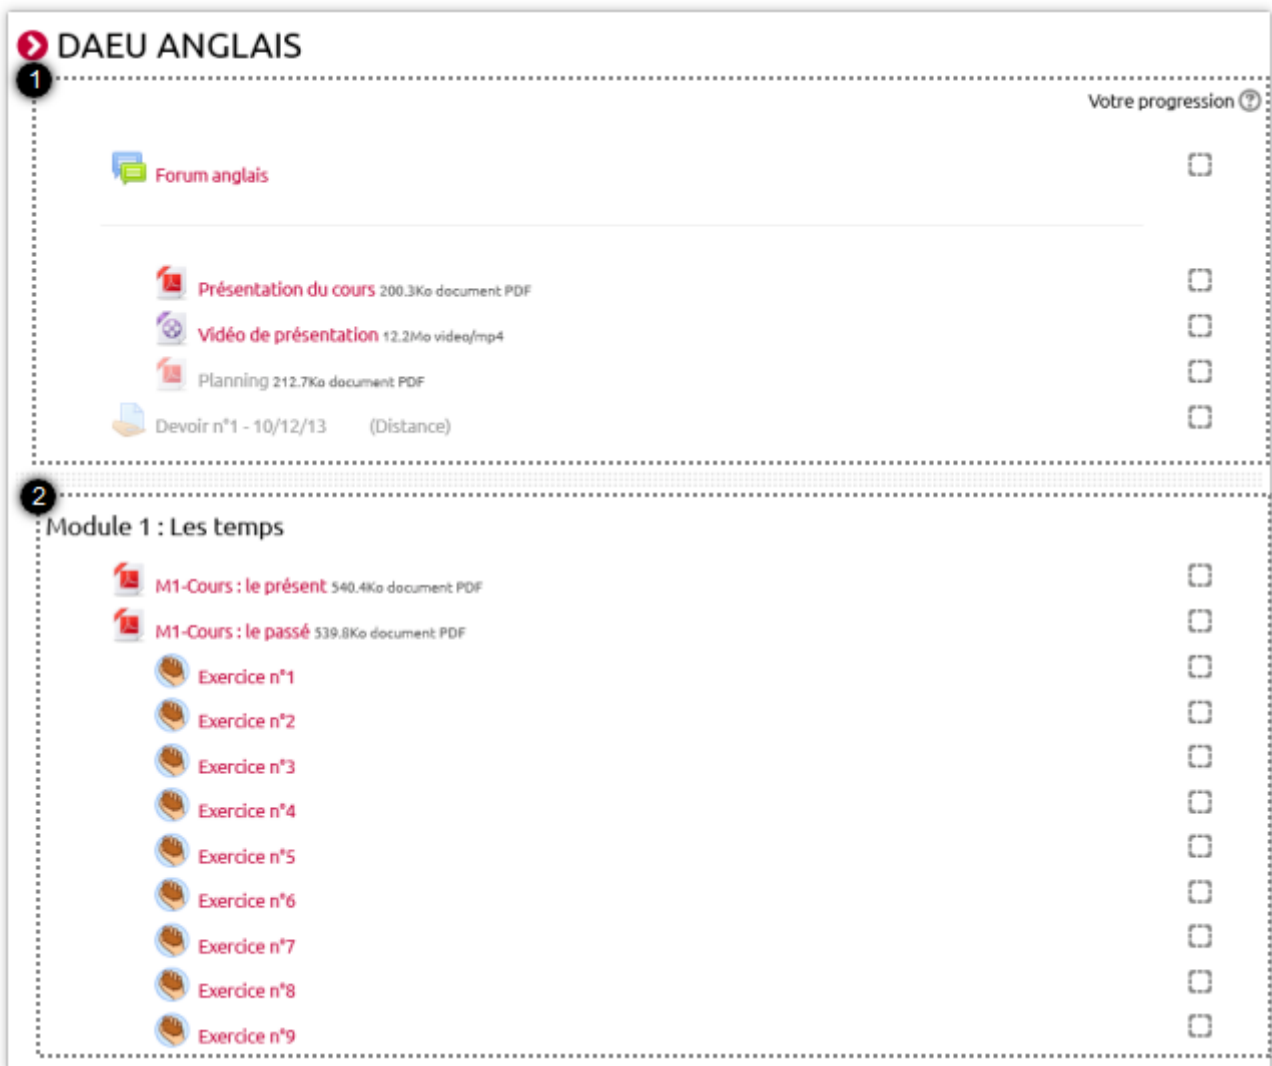 DAEU ANGLAIS
1
Votre progression ?
Forum anglais
Présentation du cours 200.3Ko document PDF
Vidéo de présentation 12.2Mo video/mp4
Planning 212.7Ko document PDF
Devoir n°1 - 10/12/13 (Distance)
2
Module 1 : Les temps
M1-Cours : le présent 540.4Ko document PDF
M1-Cours : le passé 539.8Ko document PDF
Exercice n°1
Exercice n°2
Exercice n°3
Exercice n°4
Exercice n°5
Exercice n°6
Exercice n°7
Exercice n°8
Exercice n°9